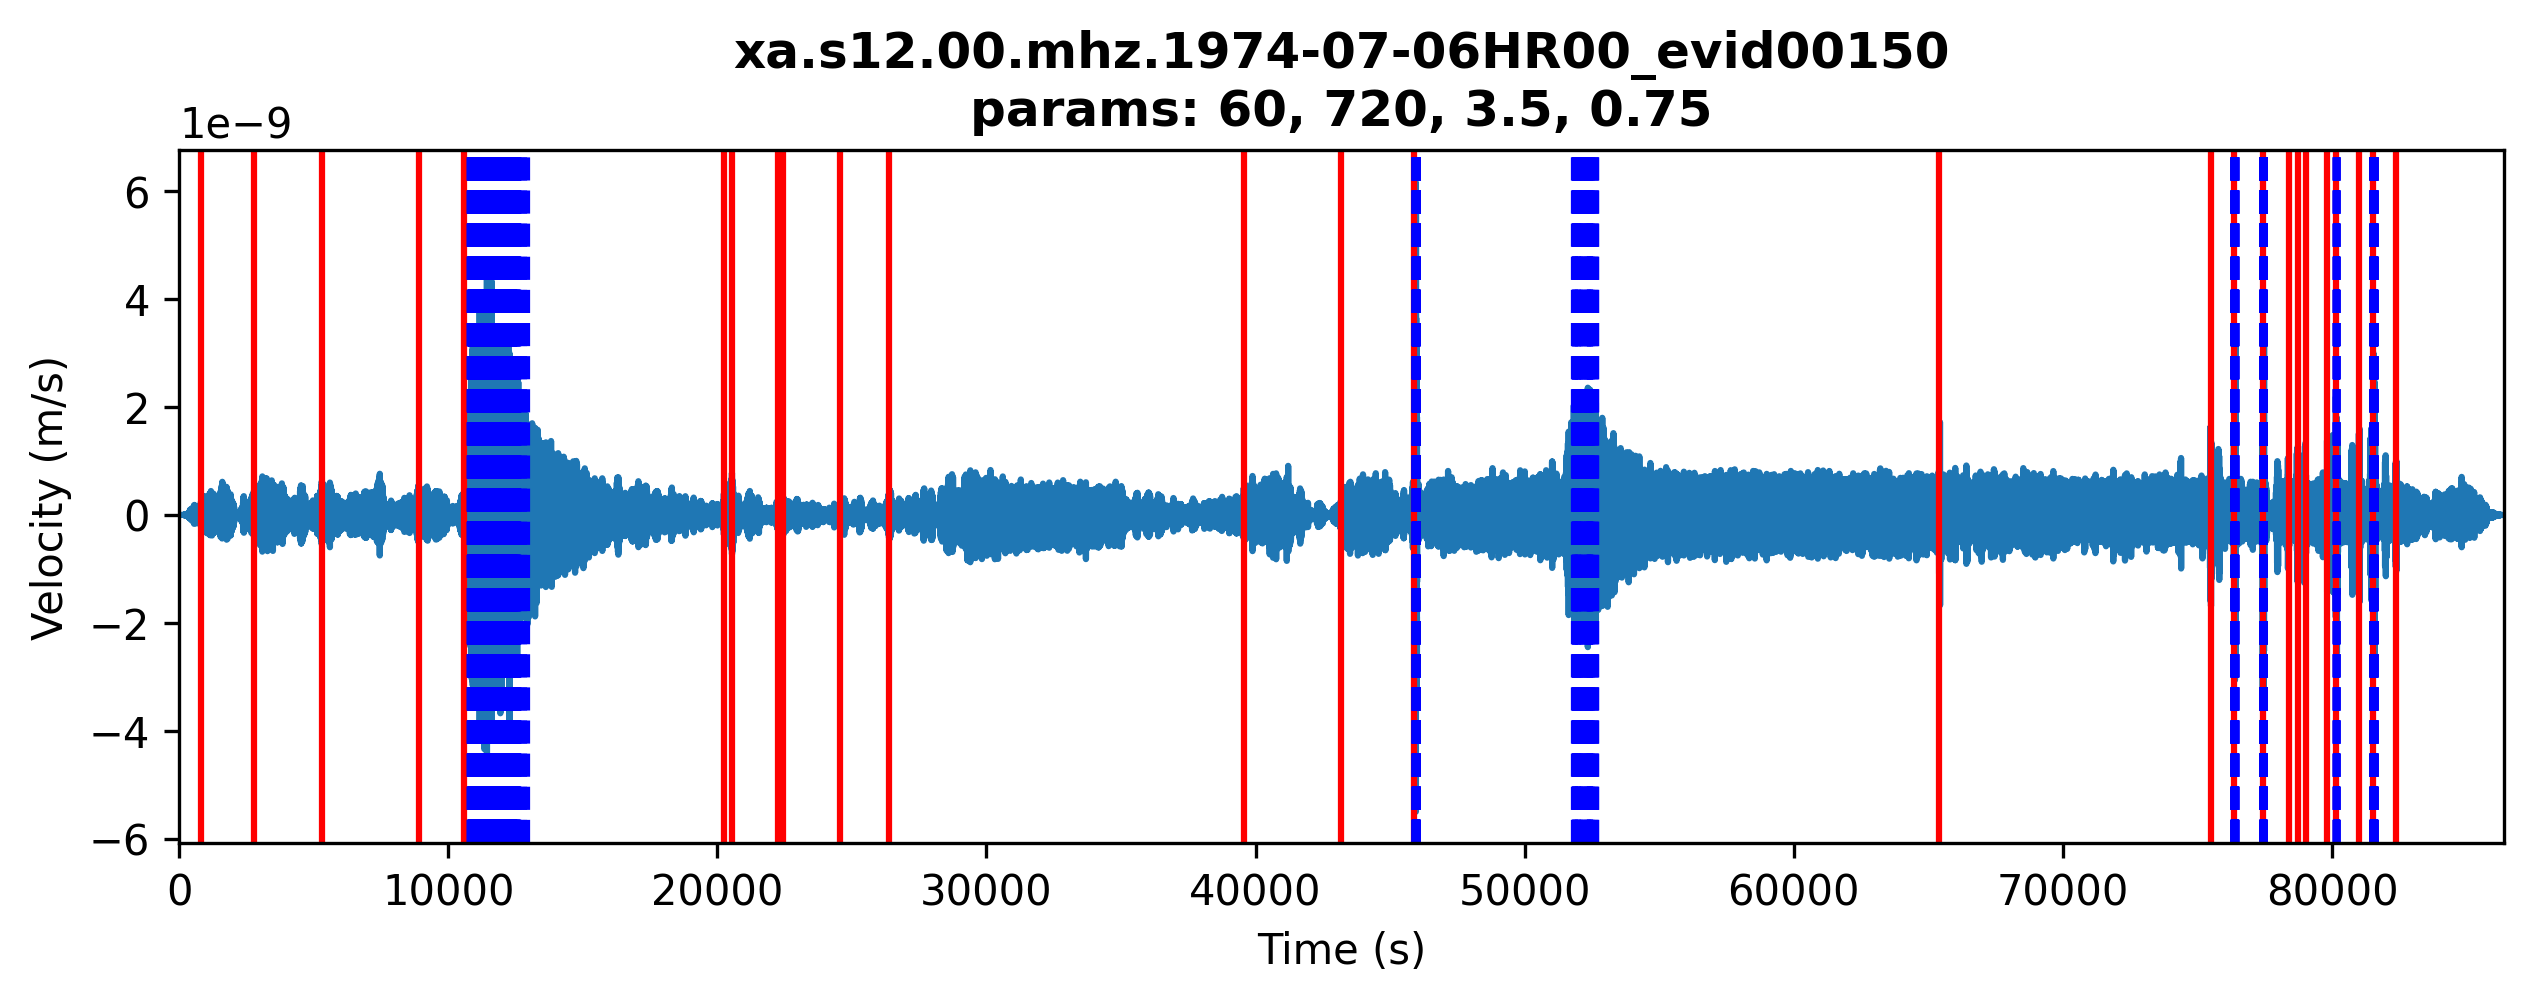 xa.s12.00.mhz.1974-07-06HR00_evid00150
params: 60, 720, 3.5, 0.75
1e−9
6
4
2
0
−2
−4
−6
Velocity (m/s)
0 10000 20000 30000 40000 50000 60000 70000 80000
Time (s)